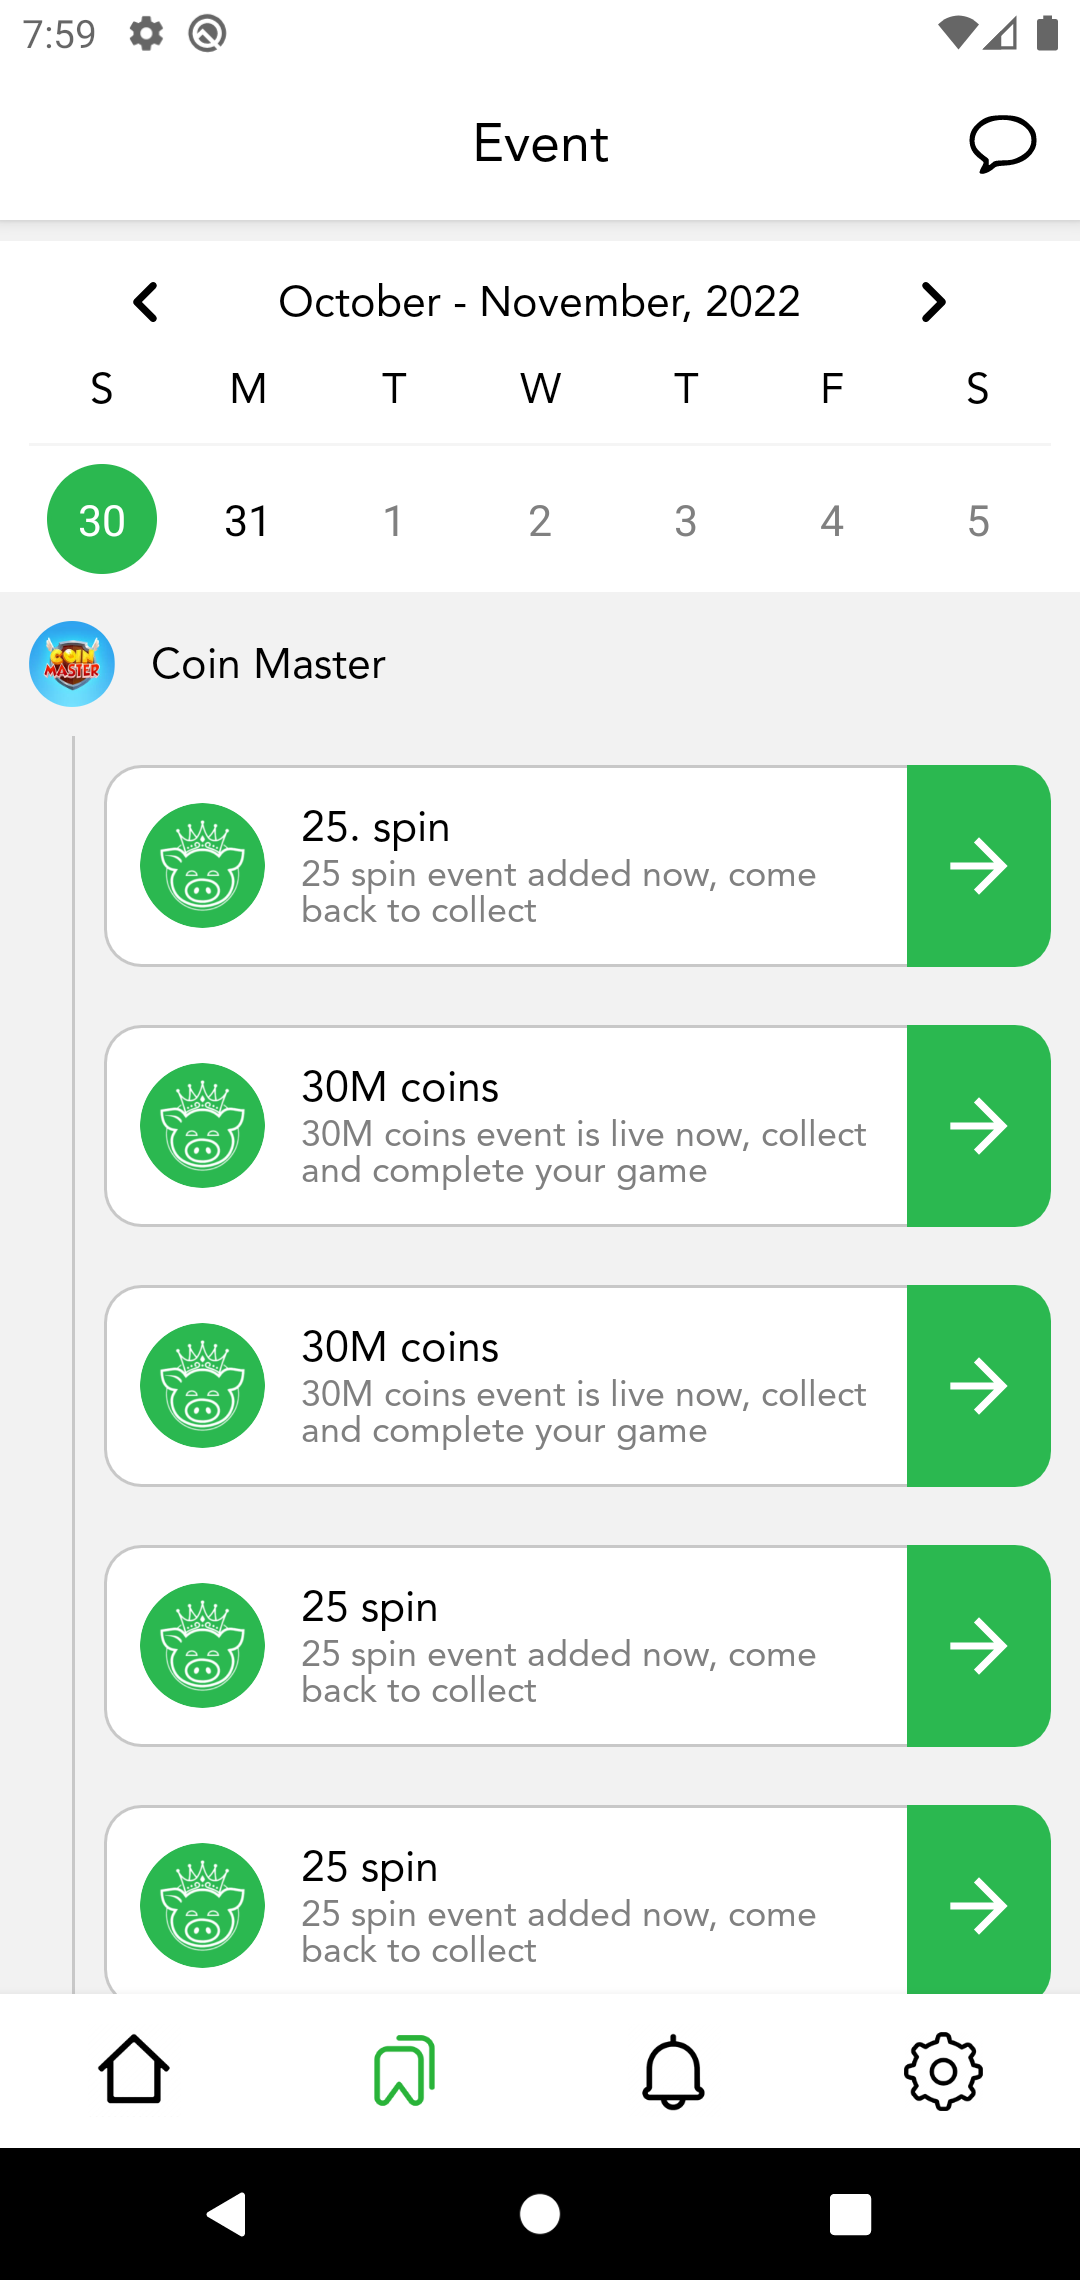 7:59
Event
October - November, 2022
S M T W T F S
30 31 1 2 3 4 5
COIN
MASTER
Coin Master
25. spin
25 spin event added now, come
back to collect
30M coins
30M coins event is live now, collect
and complete your game
30M coins
30M coins event is live now, collect
and complete your game
25 spin
25 spin event added now, come
back to collect
25 spin
25 spin event added now, come
back to collect